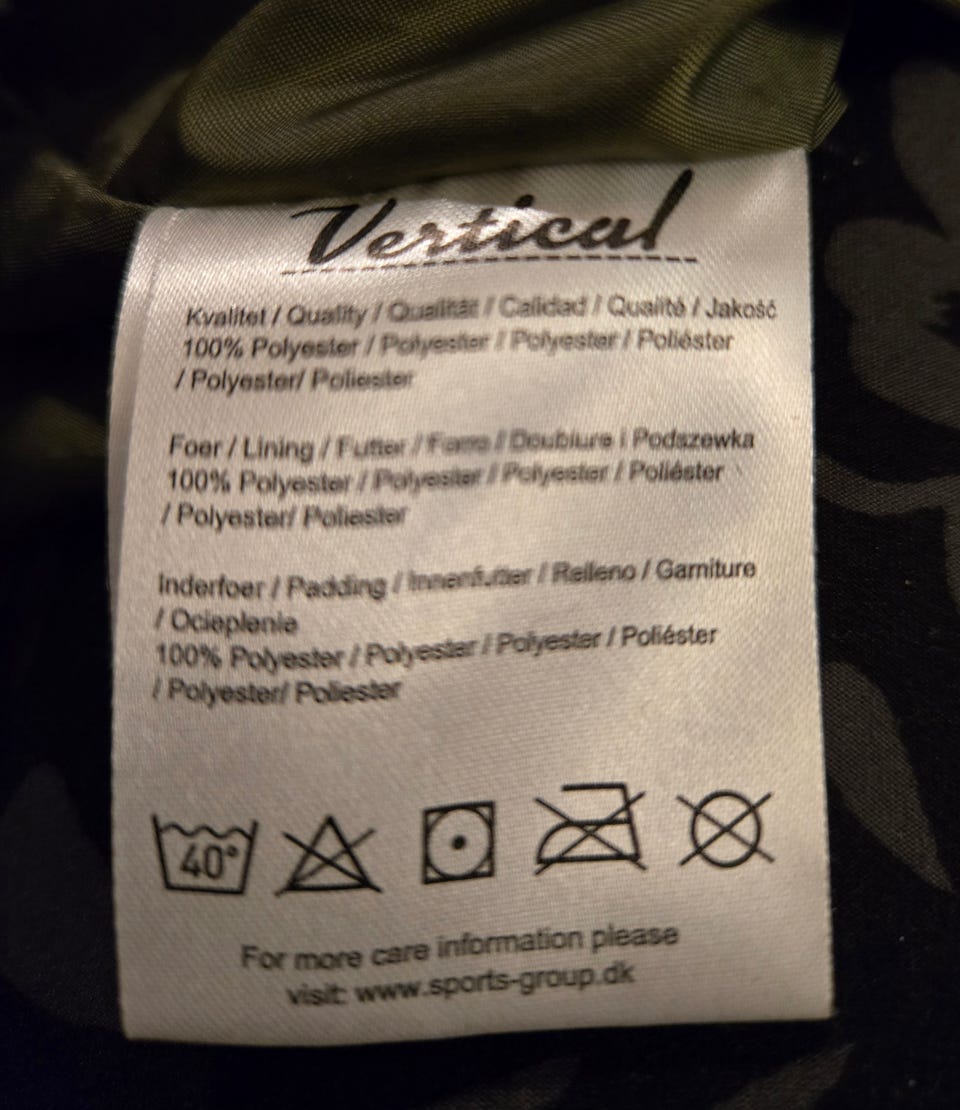 Vertical
Kvalitet / Quality / Qualität / Calidad / Qualité / Jakość
100% Polyester / Polyester / Polyester / Poliéster
/ Polyester/ Poliester
Foer / Lining / Futter / Forro / Doublure / Podszewka
100% Polyester / Polyester / Polyester / Poliéster
/ Polyester/ Poliester
Inderfoer / Padding / Innenfutter / Relleno / Garniture
/ Ocieplenie
100% Polyester / Polyester / Polyester / Poliéster
/ Polyester/ Poliester
40°
For more care information please
visit: www.sports-group.dk